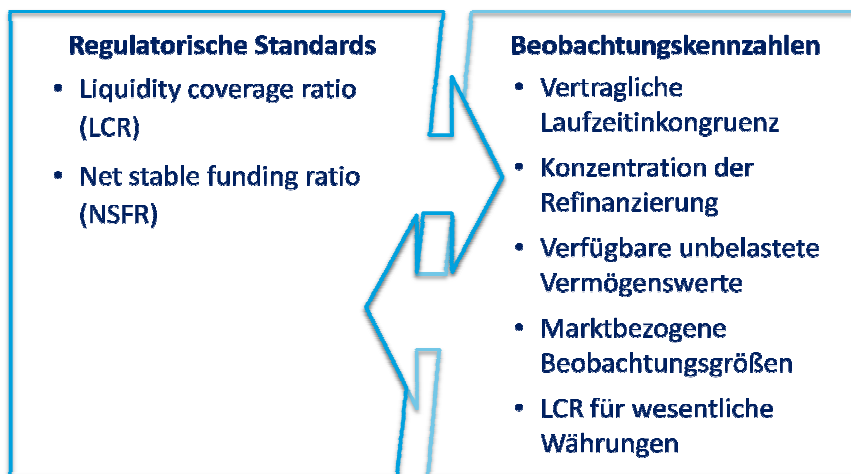 Regulatorische Standards
• Liquidity coverage ratio
(LCR)
• Net stable funding ratio
(NSFR)
Beobachtungskennzahlen
• Vertragliche
Laufzeitinkongruenz
• Konzentration der
Refinanzierung
• Verfügbare unbelastete
Vermögenswerte
• Marktbezogene
Beobachtungsgrößen
• LCR für wesentliche
Währungen